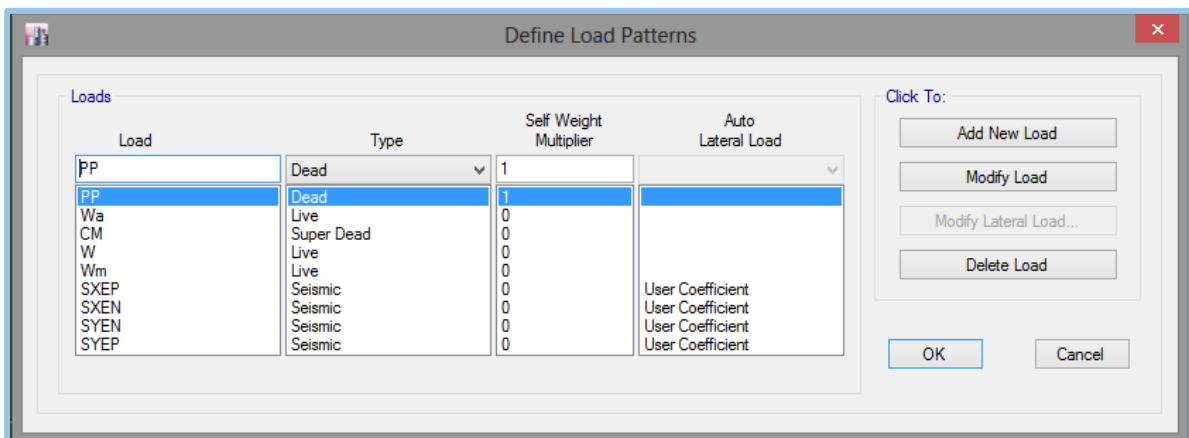 Define Load Patterns
Loads
Click To:
Load Type Self Weight Multiplier Auto Lateral Load
PP Dead 1
PP Dead 1
Wa Live 0
CM Super Dead 0
W Live 0
Wm Live 0
SXEP Seismic 0 User Coefficient
SXEN Seismic 0 User Coefficient
SYEN Seismic 0 User Coefficient
SYEP Seismic 0 User Coefficient
Add New Load
Modify Load
Modify Lateral Load...
Delete Load
OK Cancel